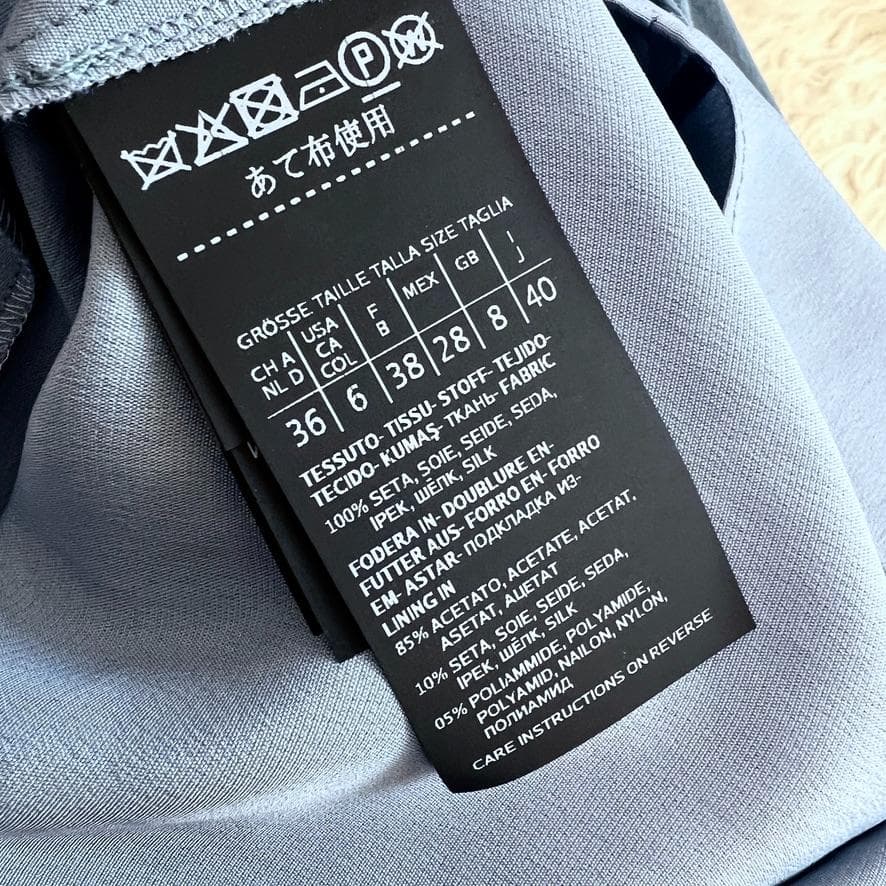 P W
あて布使用
GRÖSSE TAILLE TALLA SIZE TAGLIA
CH A NL D USA CA COL F B MEX GB I J
36 6 38 28 8 40
TESSUTO- TISSU- STOFF- TEJIDO-
TECIDO- KUMAŞ- ТКАНЬ- FABRIC
100% SETA, SOIE, SEIDE, SEDA,
IPEK, ШЁЛК, SILK
FODERA IN- DOUBLURE EN-
FUTTER AUS- FORRO EN- FORRO
EM- ASTAR- ПОДКЛАДКА ИЗ-
LINING IN
85% ACETATO, ACETATE, ACETAT,
ASETAT, АЦЕТАТ
10% SETA, SOIE, SEIDE, SEDA,
IPEK, ШЁЛК, SILK
05% POLIAMMIDE, POLYAMIDE,
POLYAMID, NAILON, NYLON,
ПОЛИАМИД
CARE INSTRUCTIONS ON REVERSE